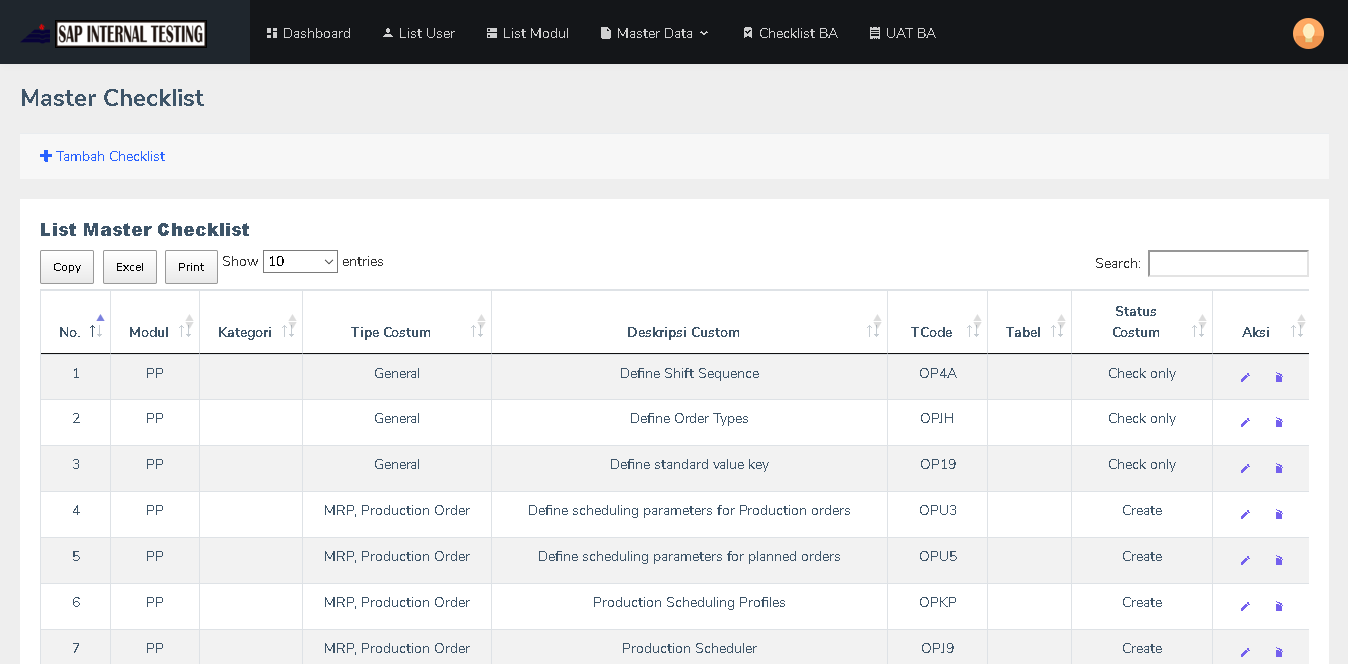 SAP INTERNAL TESTING Dashboard List User List Modul Master Data Checklist BA UAT BA
Master Checklist
Tambah Checklist
List Master Checklist
Copy Excel Print Show 10 entries Search:
No. Modul Kategori Tipe Costum Deskripsi Custom TCode Tabel Status Costum Aksi
1 PP General Define Shift Sequence OP4A Check only
2 PP General Define Order Types OPJH Check only
3 PP General Define standard value key OP19 Check only
4 PP MRP, Production Order Define scheduling parameters for Production orders OPU3 Create
5 PP MRP, Production Order Define scheduling parameters for planned orders OPU5 Create
6 PP MRP, Production Order Production Scheduling Profiles OPKP Create
7 PP MRP, Production Order Production Scheduler OPJ9 Create